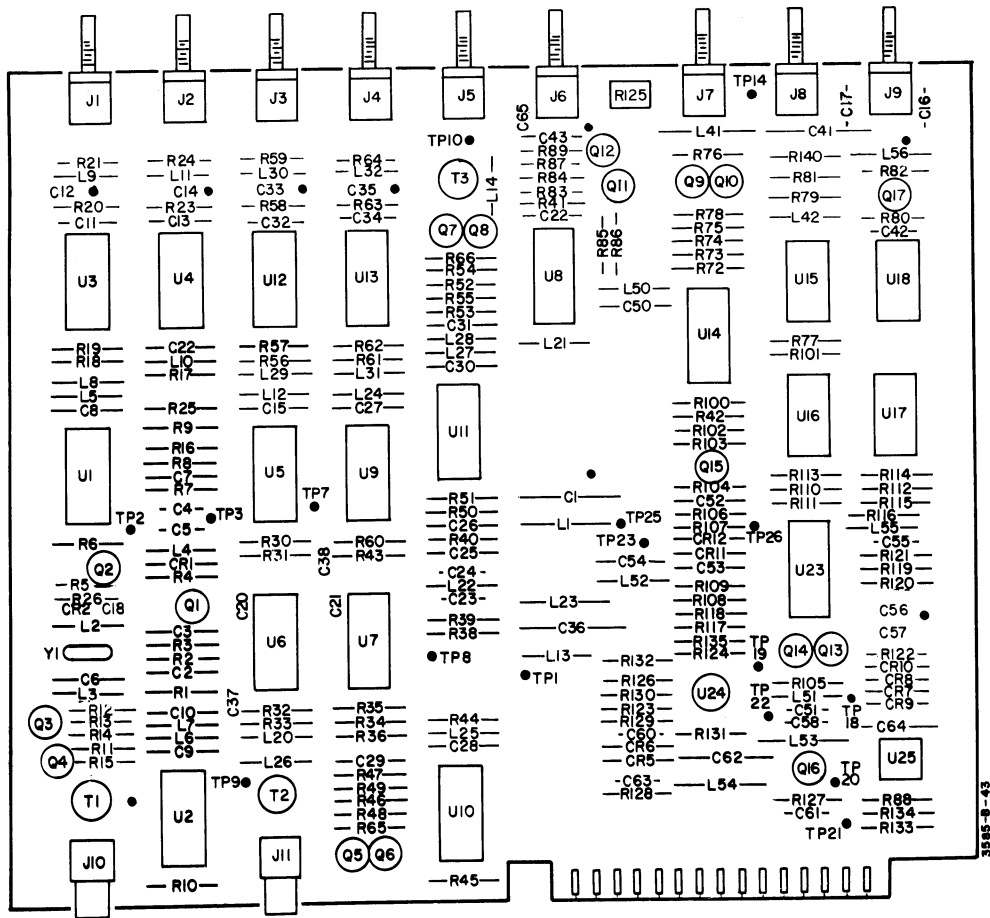 J1
J2
J3
J4
J5
J6
R125
J7
TP14
J8
-C17-
J9
-C16-
C65
R21
L9
C12
R20
C11
U3
R19
R18
L8
L5
C8
U1
TP2
R6
Q2
R5
R26
CR2
C18
L2
Y1
C6
L3
R12
Q3
R13
R14
R11
Q4
R15
T1
J10
R24
L11
C14
R23
C13
U4
C22
L10
R17
R25
R9
R16
R8
C7
R7
C4
TP3
C5
L4
CR1
R4
Q1
C3
R3
R2
C2
R1
C10
L7
L6
C9
U2
R10
R59
L30
C33
R58
C32
U12
R57
R56
L29
L12
C15
U5
TP7
R30
R31
C38
C20
U6
C37
R32
R33
L20
L26
TP9
T2
J11
R64
L32
C35
R63
C34
U13
R62
R61
L31
L24
C27
U9
R60
R43
C21
U7
R35
R34
R36
C29
R47
R49
R46
R48
R65
Q5
Q6
TP10
T3
L14
Q7
Q8
R66
R54
R52
R55
R53
C31
L28
L27
C30
U11
R51
R50
C26
R40
C25
C24
L22
C23
R39
R38
TP8
R44
L25
C28
U10
R45
C43
R89
R87
R84
R83
R41
C22
Q12
Q11
R85
R86
U8
L50
C50
L21
C1
L1
TP25
TP23
C54
L52
L23
C36
L13
TP1
R132
R126
R130
R123
R129
C60
CR6
CR5
C63
R128
L41
R76
Q9
Q10
R78
R75
R74
R73
R72
U14
R100
R42
R102
R103
Q15
R104
C52
R106
R107
TP26
CR12
CR11
C53
R109
R108
R118
R117
R135
R124
TP
19
U24
TP
22
R131
C62
L54
C41
R140
R81
R79
L42
U15
R77
R101
U16
R113
R110
R111
U23
Q14
Q13
R105
L51
C51
C58
TP
18
L53
Q16
TP
20
R127
C61
TP21
L56
R82
Q17
R80
C42
U18
U17
R114
R112
R115
R116
L55
C55
R121
R119
R120
C56
C57
R122
CR10
CR8
CR7
CR9
C64
U25
R88
R134
R133
3585-B-43